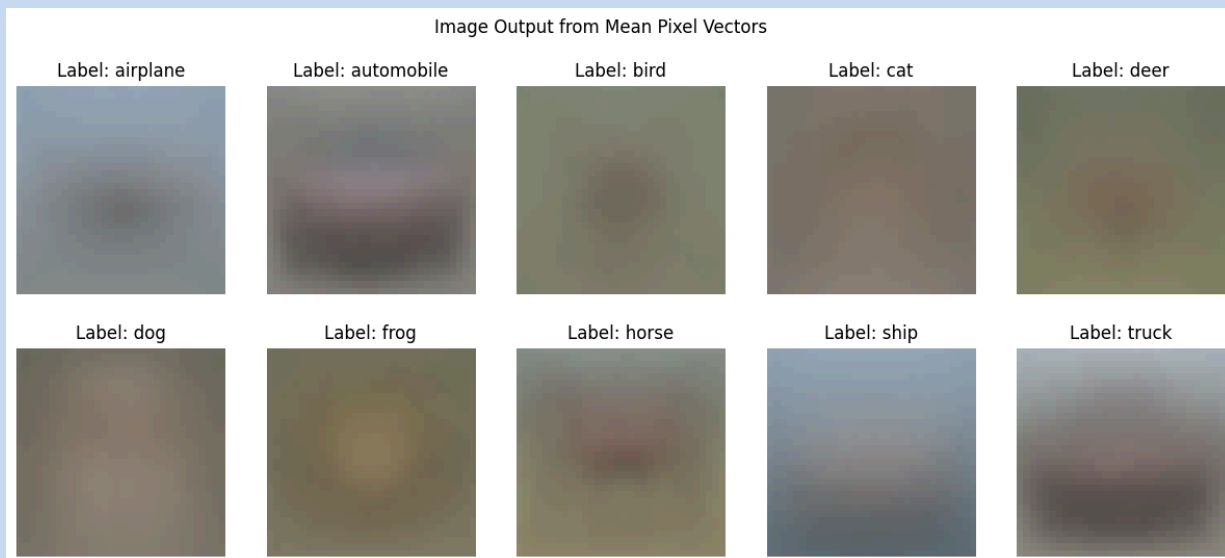 Image Output from Mean Pixel Vectors
Label: airplane
Label: automobile
Label: bird
Label: cat
Label: deer
Label: dog
Label: frog
Label: horse
Label: ship
Label: truck